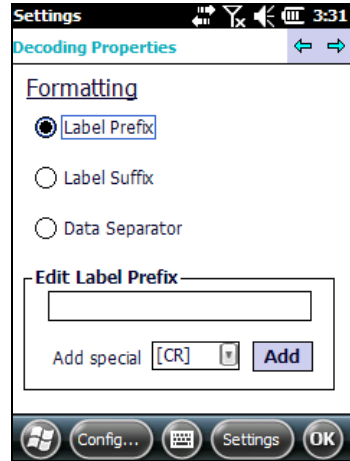 Settings 3:31
Decoding Properties
Formatting
Label Prefix
Label Suffix
Data Separator
Edit Label Prefix
Add special [CR] Add
Config... Settings OK